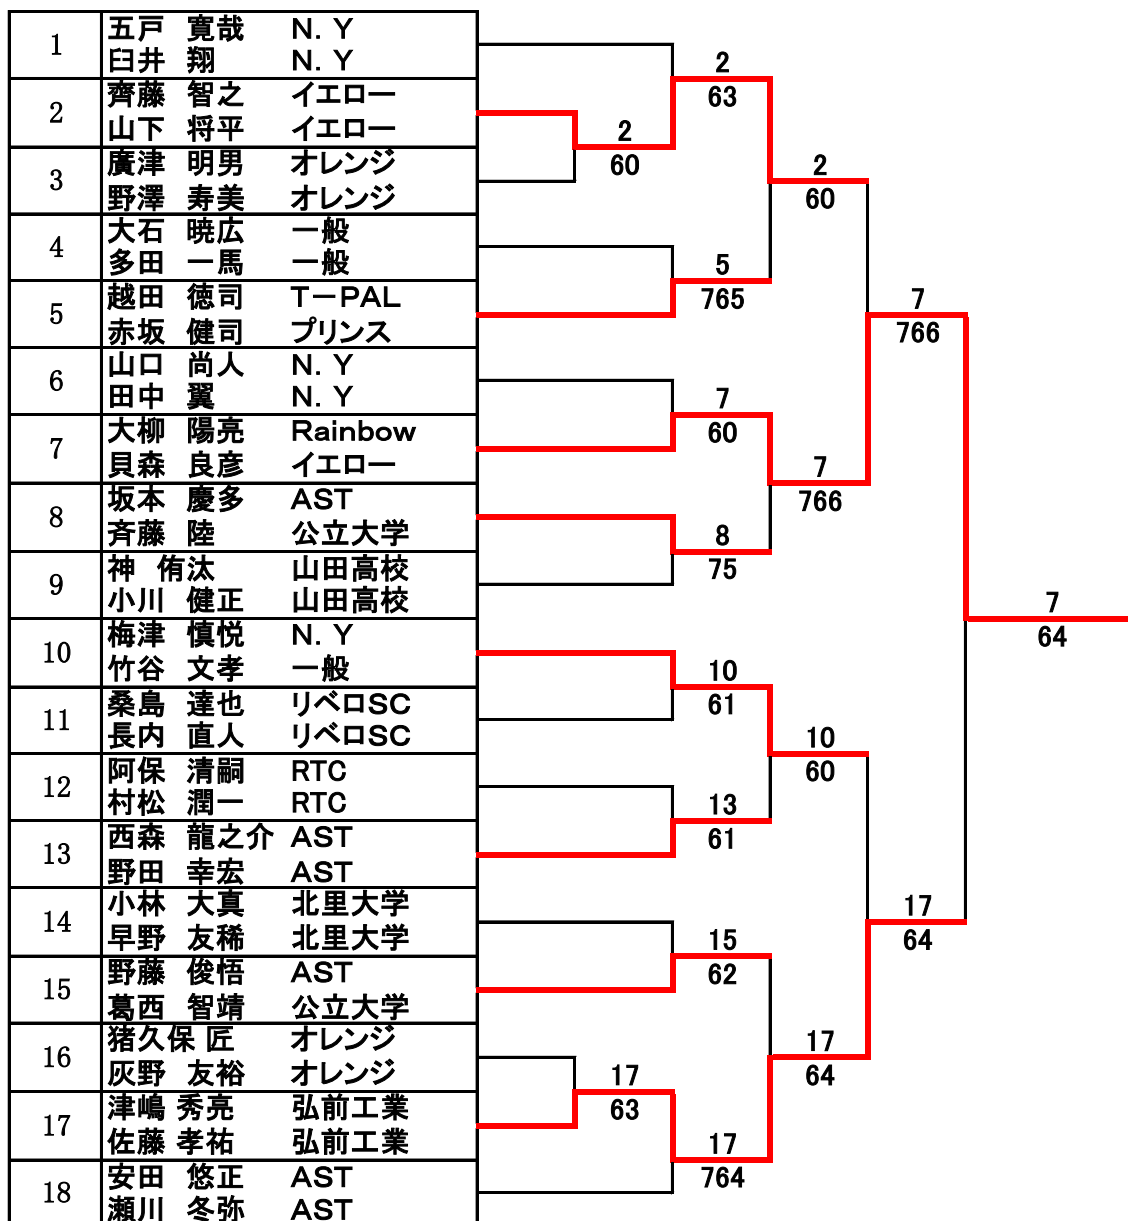 1 五戸 寛哉 N. Y
臼井 翔 N. Y
2 齊藤 智之 イエロー
山下 将平 イエロー
3 廣津 明男 オレンジ
野澤 寿美 オレンジ
4 大石 暁広 一般
多田 一馬 一般
5 越田 徳司 T－PAL
赤坂 健司 プリンス
6 山口 尚人 N. Y
田中 翼 N. Y
7 大柳 陽亮 Rainbow
貝森 良彦 イエロー
8 坂本 慶多 AST
斉藤 陸 公立大学
9 神 侑汰 山田高校
小川 健正 山田高校
10 梅津 慎悦 N. Y
竹谷 文孝 一般
11 桑島 達也 リベロSC
長内 直人 リベロSC
12 阿保 清嗣 RTC
村松 潤一 RTC
13 西森 龍之介 AST
野田 幸宏 AST
14 小林 大真 北里大学
早野 友稀 北里大学
15 野藤 俊悟 AST
葛西 智靖 公立大学
16 猪久保 匠 オレンジ
灰野 友裕 オレンジ
17 津嶋 秀亮 弘前工業
佐藤 孝祐 弘前工業
18 安田 悠正 AST
瀬川 冬弥 AST
2
60
17
63
2
63
5
765
7
60
8
75
10
61
13
61
15
62
17
764
2
60
7
766
10
60
17
64
7
766
17
64
7
64